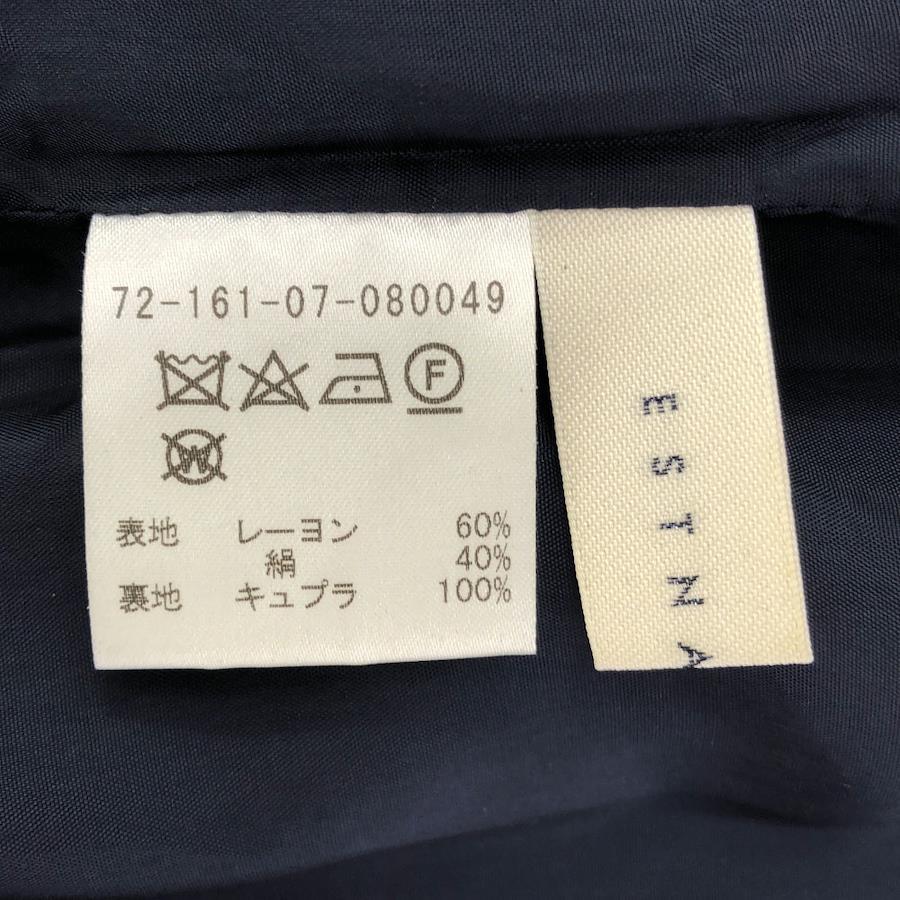 72-161-07-080049
F
W
表地 レーヨン 60%
絹 40%
裏地 キュプラ 100%
ESTNA